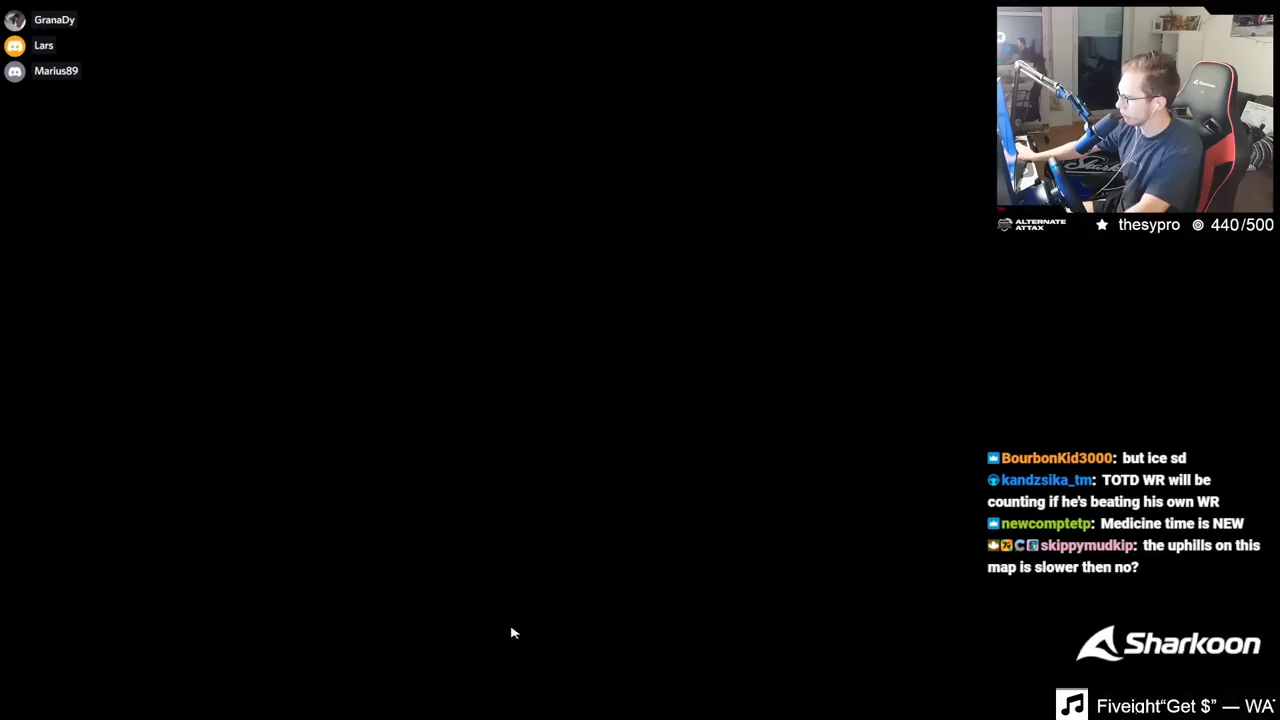 GranaDy
Lars
Marius89
Sharkoon
ALTERNATE
ATTAX
thesypro
440/500
BourbonKid3000: but ice sd
kandzsika_tm: TOTD WR will be
counting if he's beating his own WR
newcomptetp: Medicine time is NEW
skippymudkip: the uphills on this
map is slower then no?
Sharkoon
Fiveight“Get $” — WA